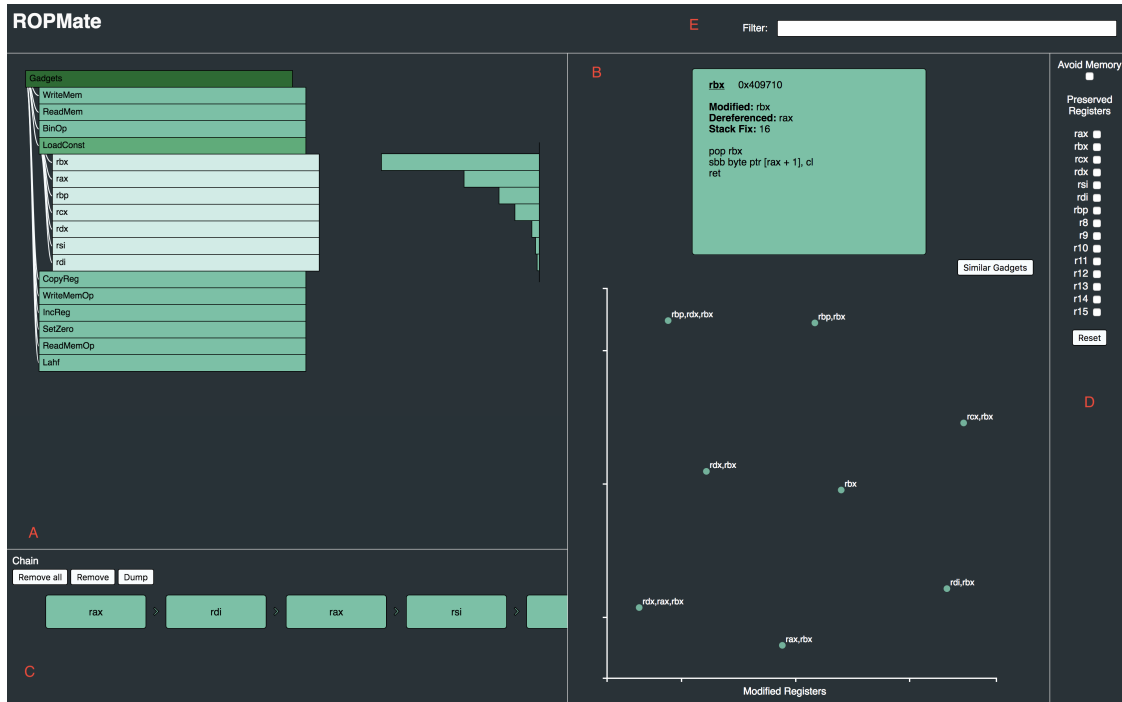 ROPMate
E
Filter:
A
Gadgets
WriteMem
ReadMem
BinOp
LoadConst
rbx
rax
rbp
rcx
rdx
rsi
rdi
CopyReg
WriteMemOp
IncReg
SetZero
ReadMemOp
Lahf
B
rbx 0x409710
Modified: rbx
Dereferenced: rax
Stack Fix: 16
pop rbx
sbb byte ptr [rax + 1], cl
ret
Similar Gadgets
rbp,rdx,rbx
rbp,rbx
rcx,rbx
rdx,rbx
rbx
rdi,rbx
rdx,rax,rbx
rax,rbx
Modified Registers
Avoid Memory
Preserved
Registers
rax
rbx
rcx
rdx
rsi
rdi
rbp
r8
r9
r10
r11
r12
r13
r14
r15
Reset
D
Chain
Remove all Remove Dump
rax > rdi > rax > rsi >
C